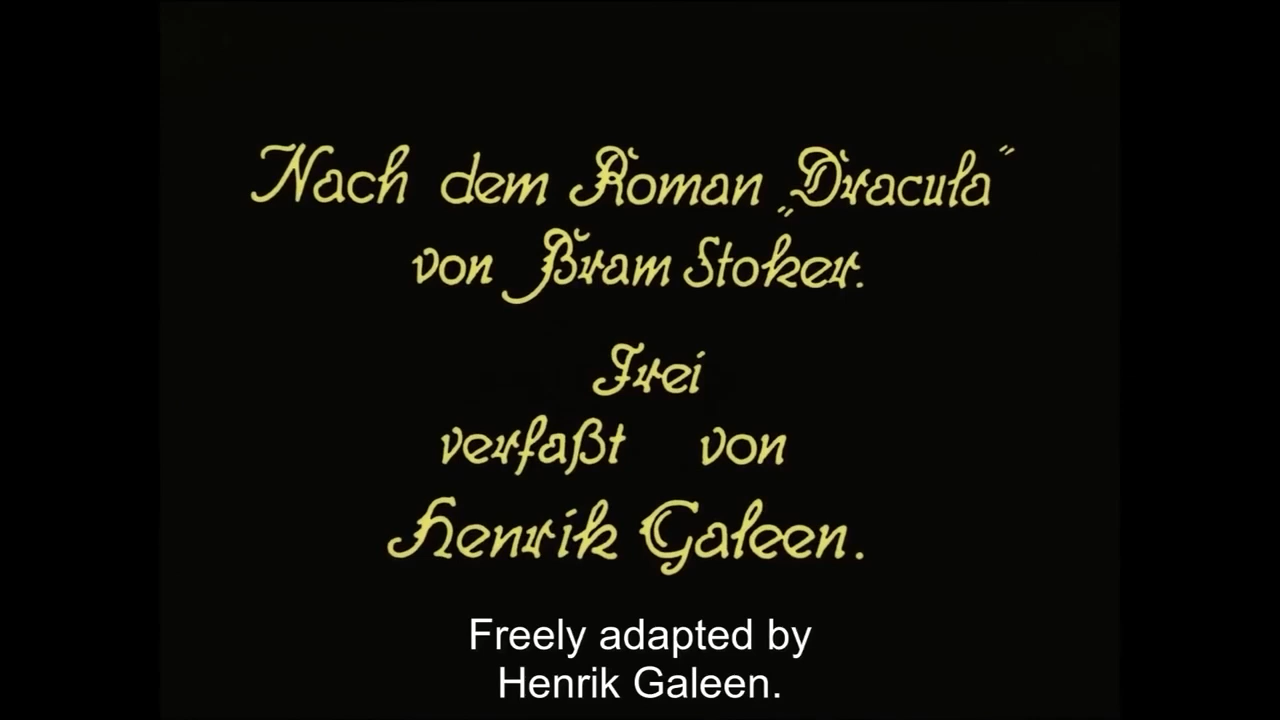 Nach dem Roman „Dracula“
von Bram Stoker.
Frei
verfaßt von
Henrik Galeen.
Freely adapted by
Henrik Galeen.